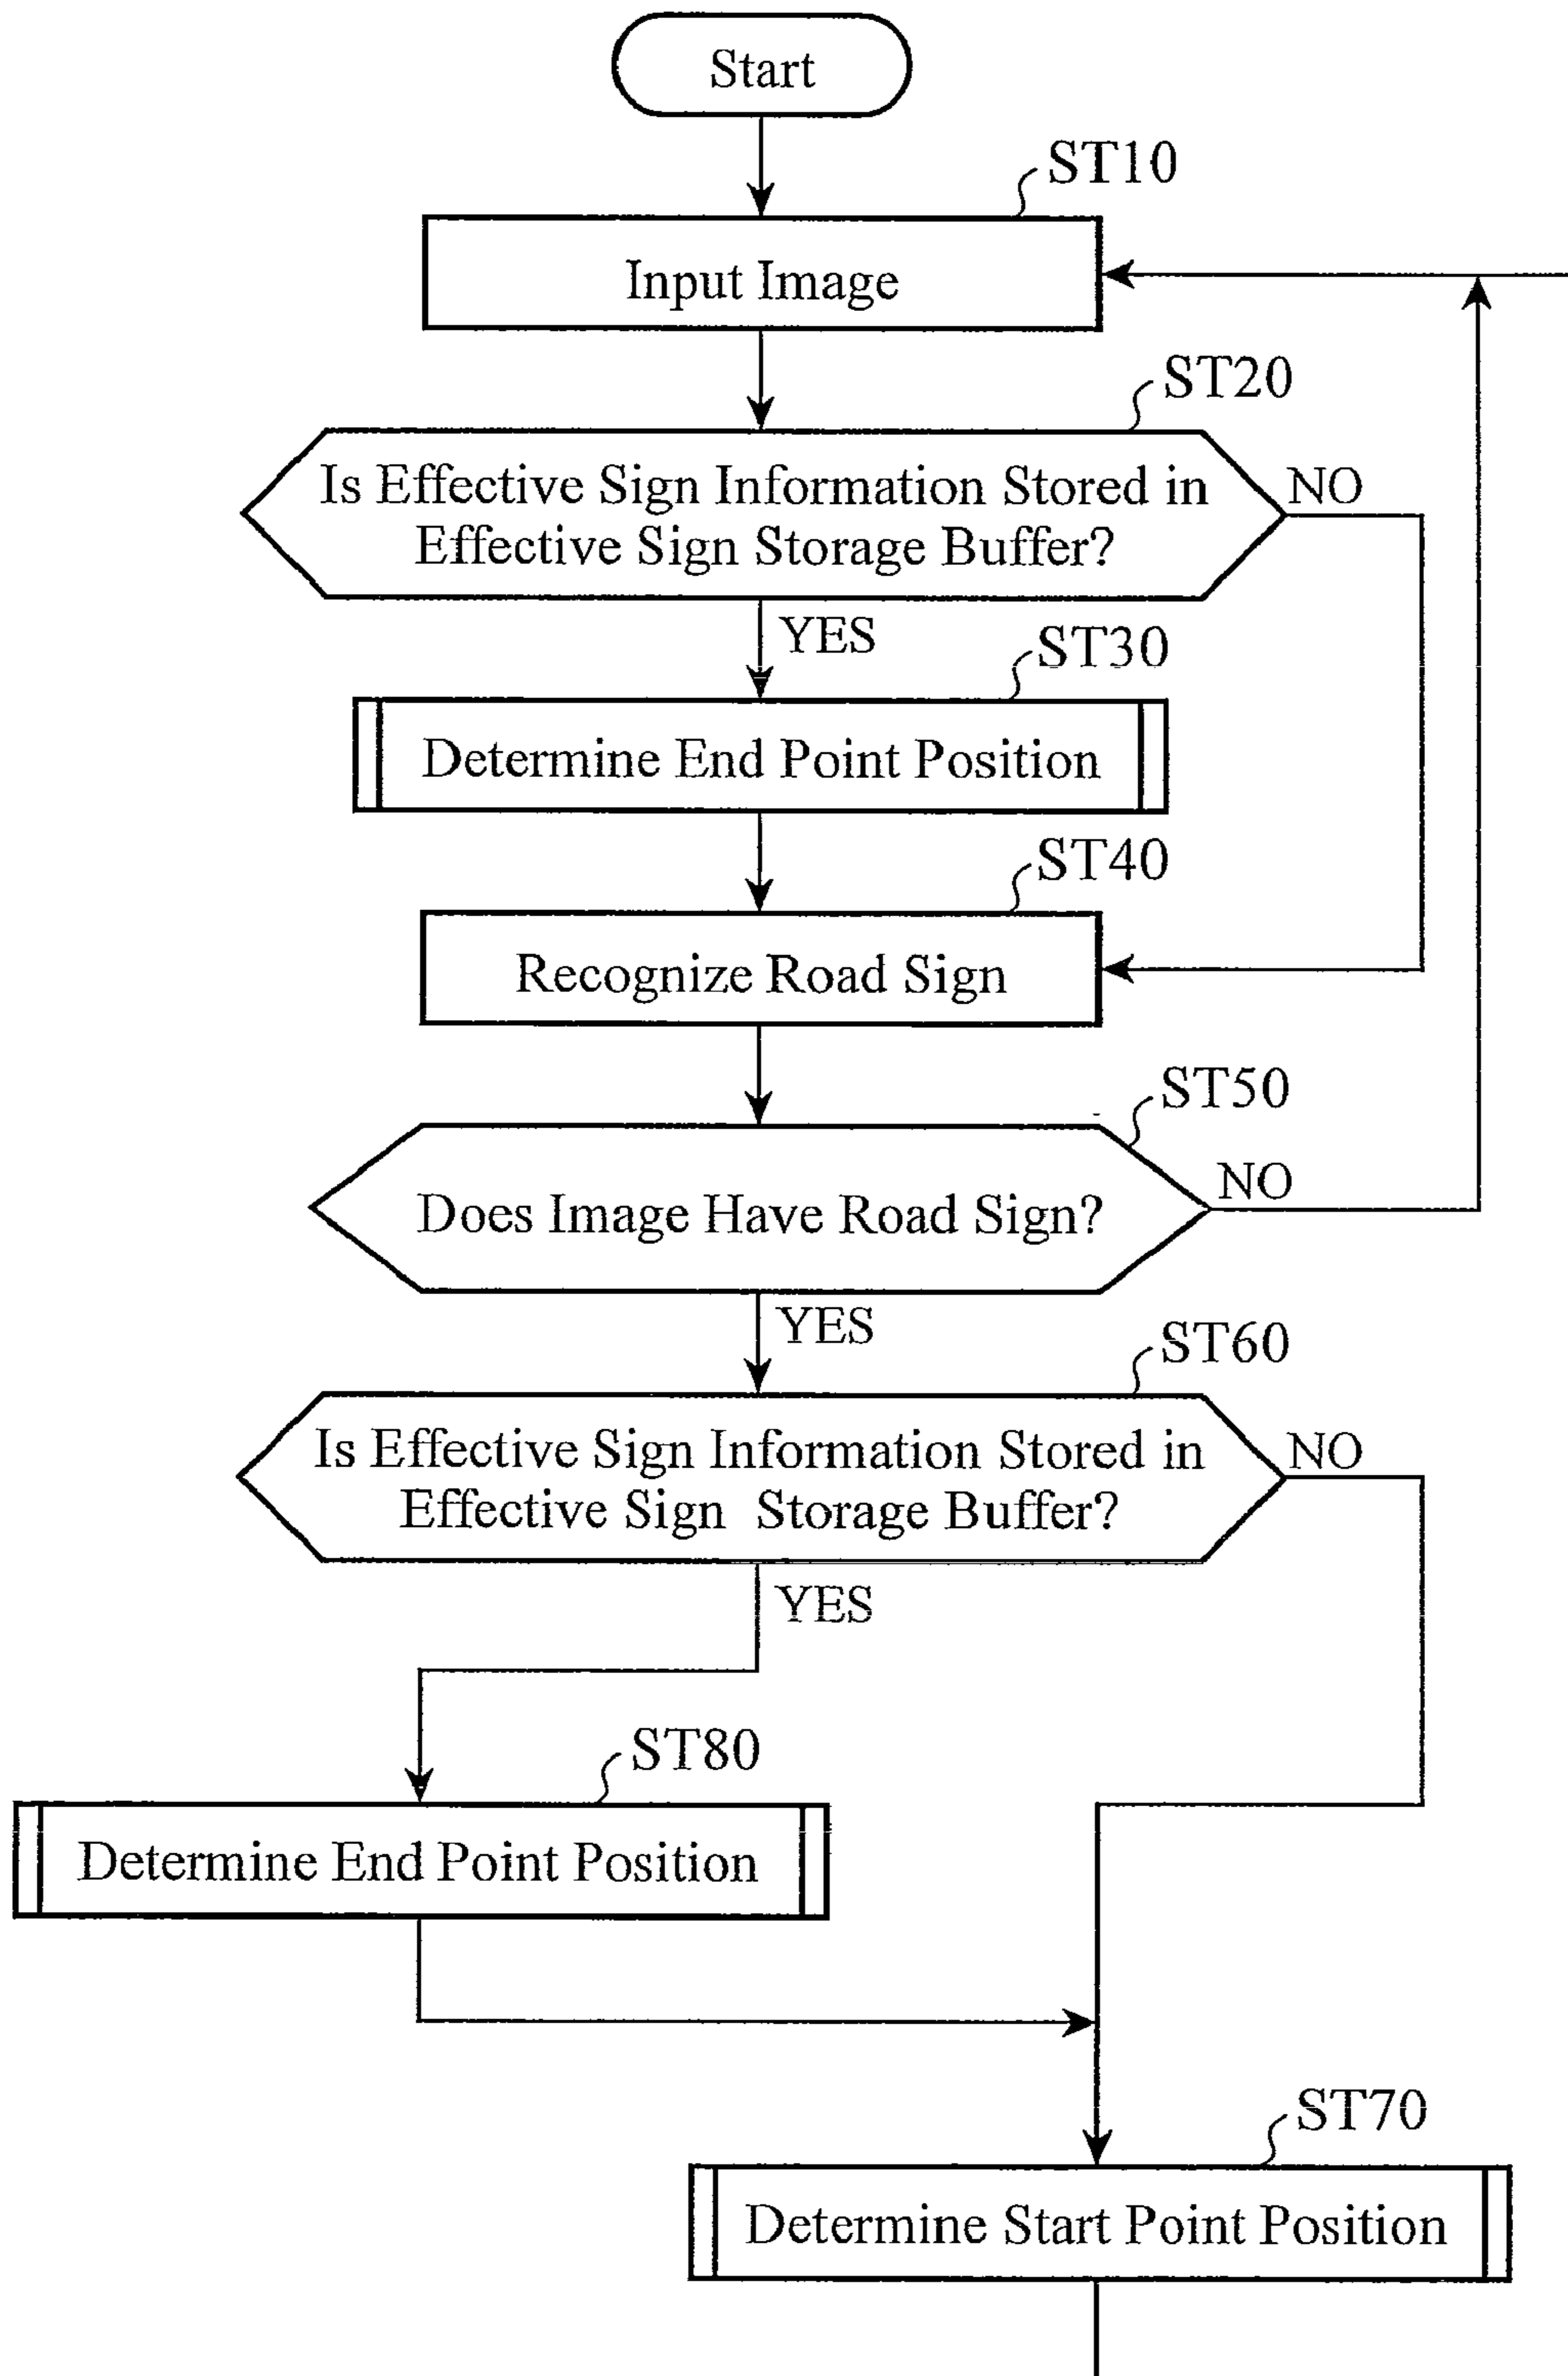 Start
ST10
Input Image
ST20
Is Effective Sign Information Stored in
Effective Sign Storage Buffer?
NO
YES
ST30
Determine End Point Position
ST40
Recognize Road Sign
ST50
Does Image Have Road Sign?
NO
YES
ST60
Is Effective Sign Information Stored in
Effective Sign Storage Buffer?
NO
YES
ST80
Determine End Point Position
ST70
Determine Start Point Position